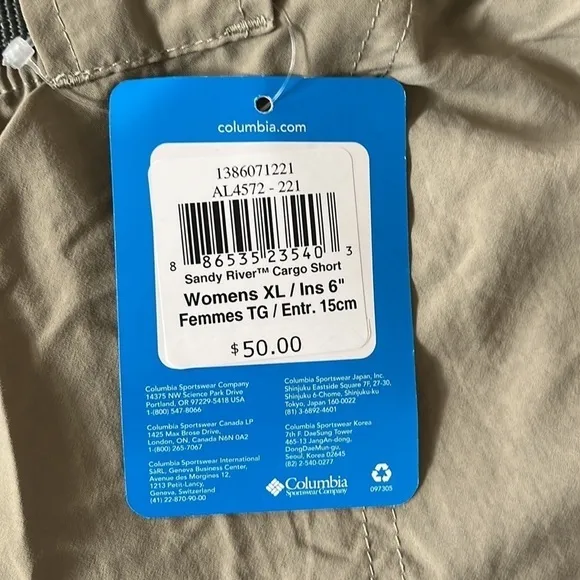 columbia.com
1386071221
AL4572 - 221
8 86535 23540 3
Sandy River™ Cargo Short
Womens XL / Ins 6"
Femmes TG / Entr. 15cm
$50.00
Columbia Sportswear Company
14375 NW Science Park Drive
Portland, OR 97229-5418 USA
1-(800) 547-8066
Columbia Sportswear Canada LP
1425 Max Brose Drive,
London, ON, Canada N6N 0A2
1-(800) 265-7067
Columbia Sportswear International
SàRL, Geneva Business Center,
Avenue des Morgines 12,
1213 Petit-Lancy,
Geneva, Switzerland
(41) 22-870-90-00
Columbia Sportswear Japan, Inc.
Shinjuku Eastside Square 7F, 27-30,
Shinjuku 6-Chome, Shinjuku-ku
Tokyo, Japan 160-0022
(81) 3-6892-4601
Columbia Sportswear Korea
7th F. DaeSung Tower
465-13 JangAn-dong,
DongDaeMun-gu,
Seoul, Korea 02645
(82) 2-540-0277
Columbia
Sportswear Company
097305